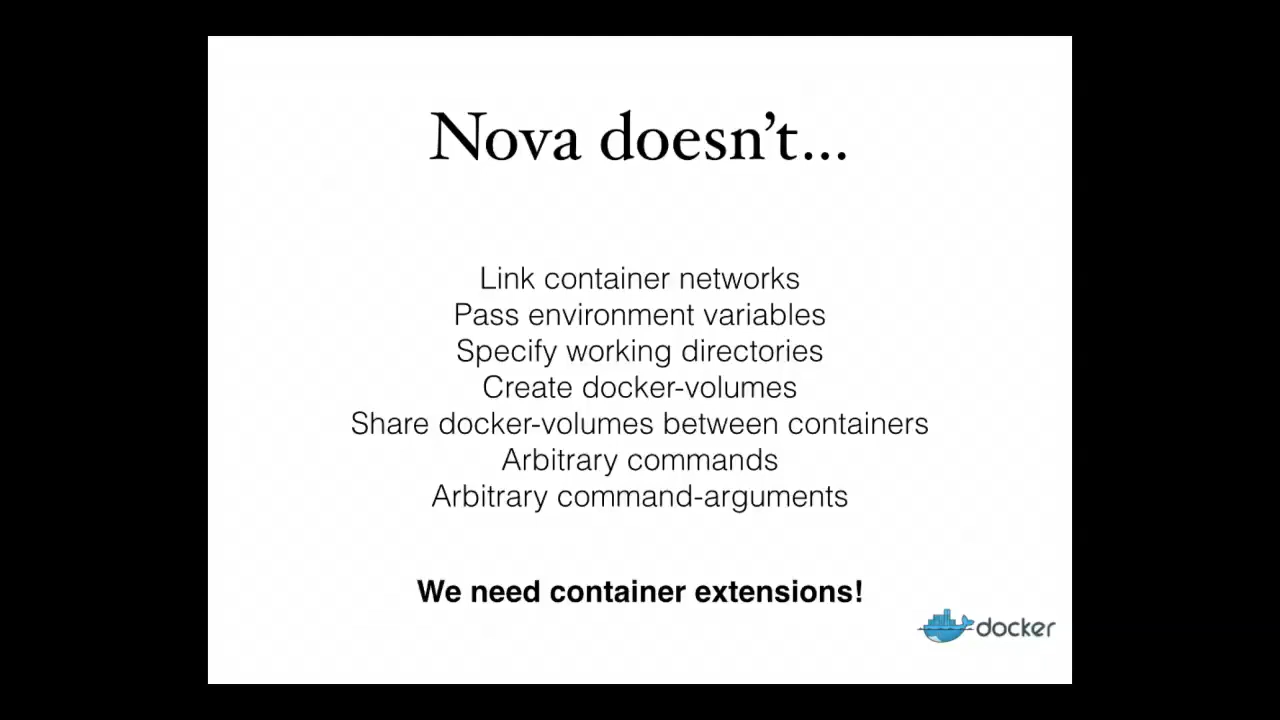 Nova doesn’t...
Link container networks
Pass environment variables
Specify working directories
Create docker-volumes
Share docker-volumes between containers
Arbitrary commands
Arbitrary command-arguments
We need container extensions!
docker